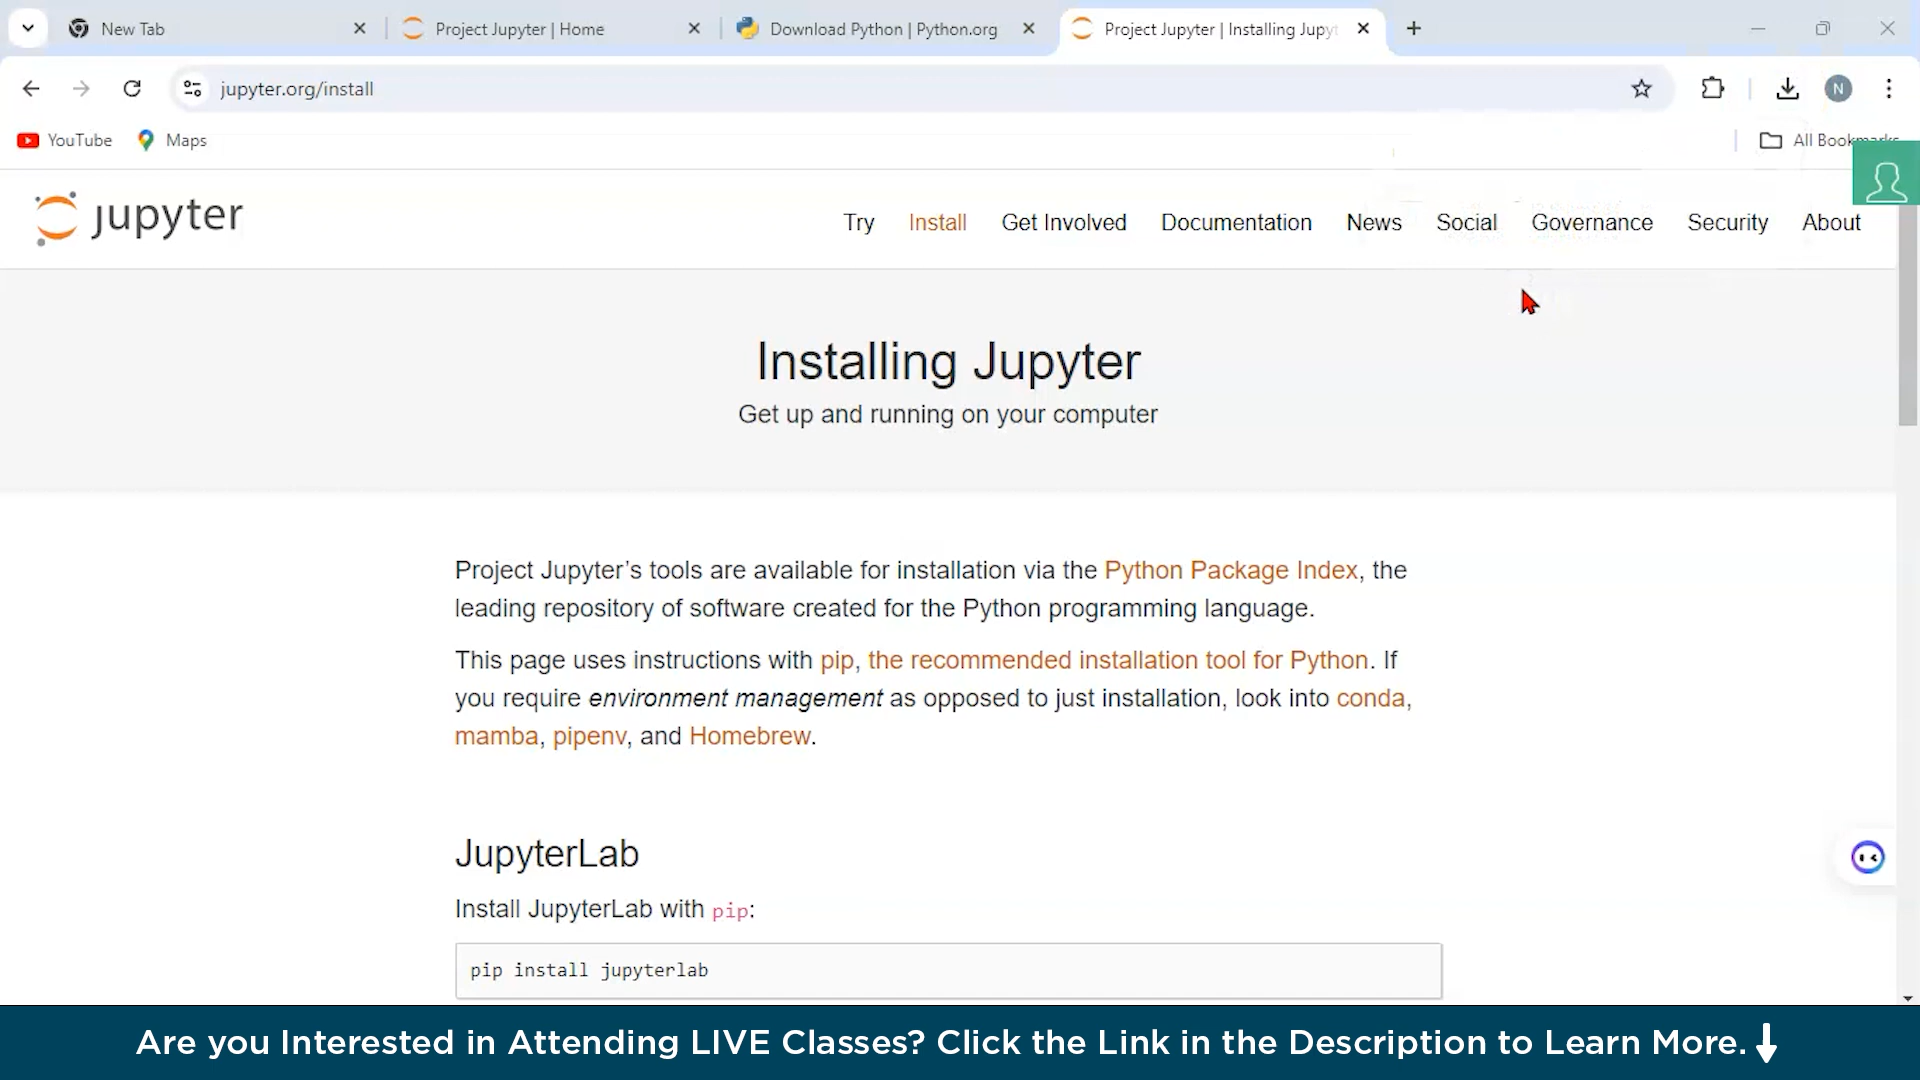 New Tab
Project Jupyter | Home
Download Python | Python.org
Project Jupyter | Installing Jupyt
jupyter.org/install
N
YouTube
Maps
All Bookmarks
jupyter
Try
Install
Get Involved
Documentation
News
Social
Governance
Security
About
Installing Jupyter
Get up and running on your computer
Project Jupyter’s tools are available for installation via the Python Package Index, the
leading repository of software created for the Python programming language.
This page uses instructions with pip, the recommended installation tool for Python. If
you require environment management as opposed to just installation, look into conda,
mamba, pipenv, and Homebrew.
JupyterLab
Install JupyterLab with pip:
pip install jupyterlab
Are you Interested in Attending LIVE Classes? Click the Link in the Description to Learn More.